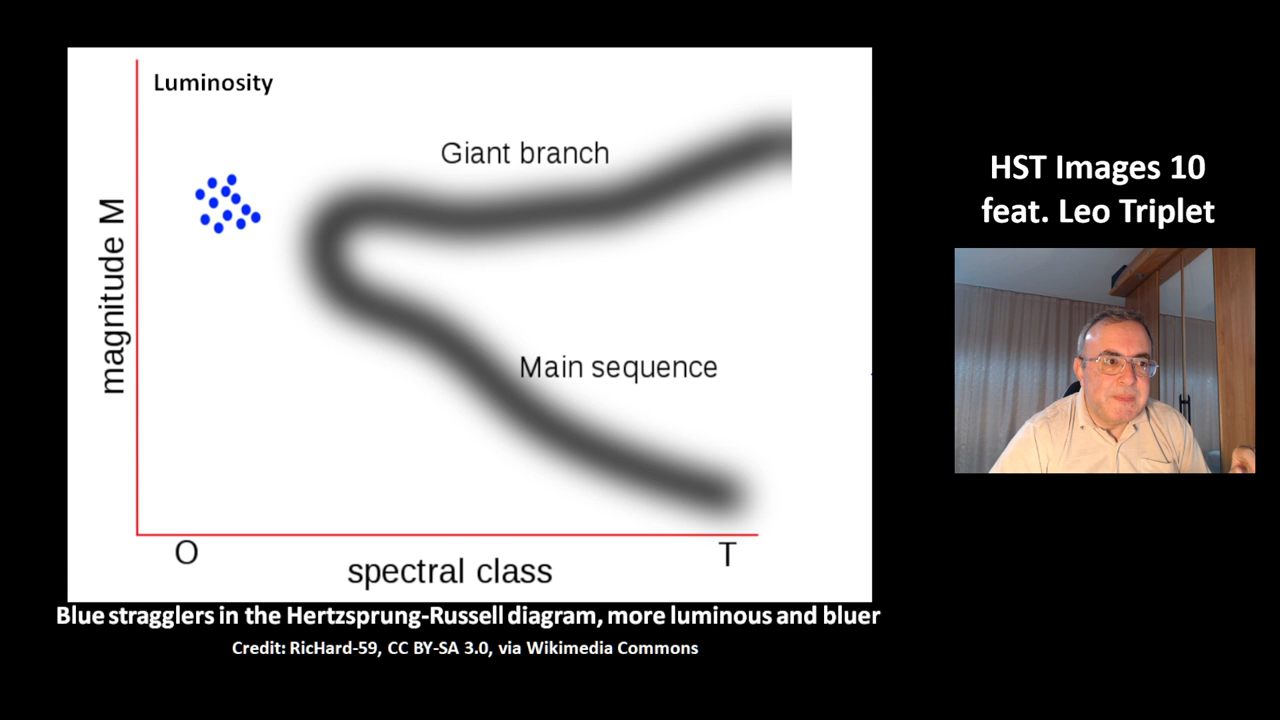 Luminosity
Giant branch
magnitude M
Main sequence
O
T
spectral class
Blue stragglers in the Hertzsprung-Russell diagram, more luminous and bluer
Credit: RicHard-59, CC BY-SA 3.0, via Wikimedia Commons
HST Images 10
feat. Leo Triplet